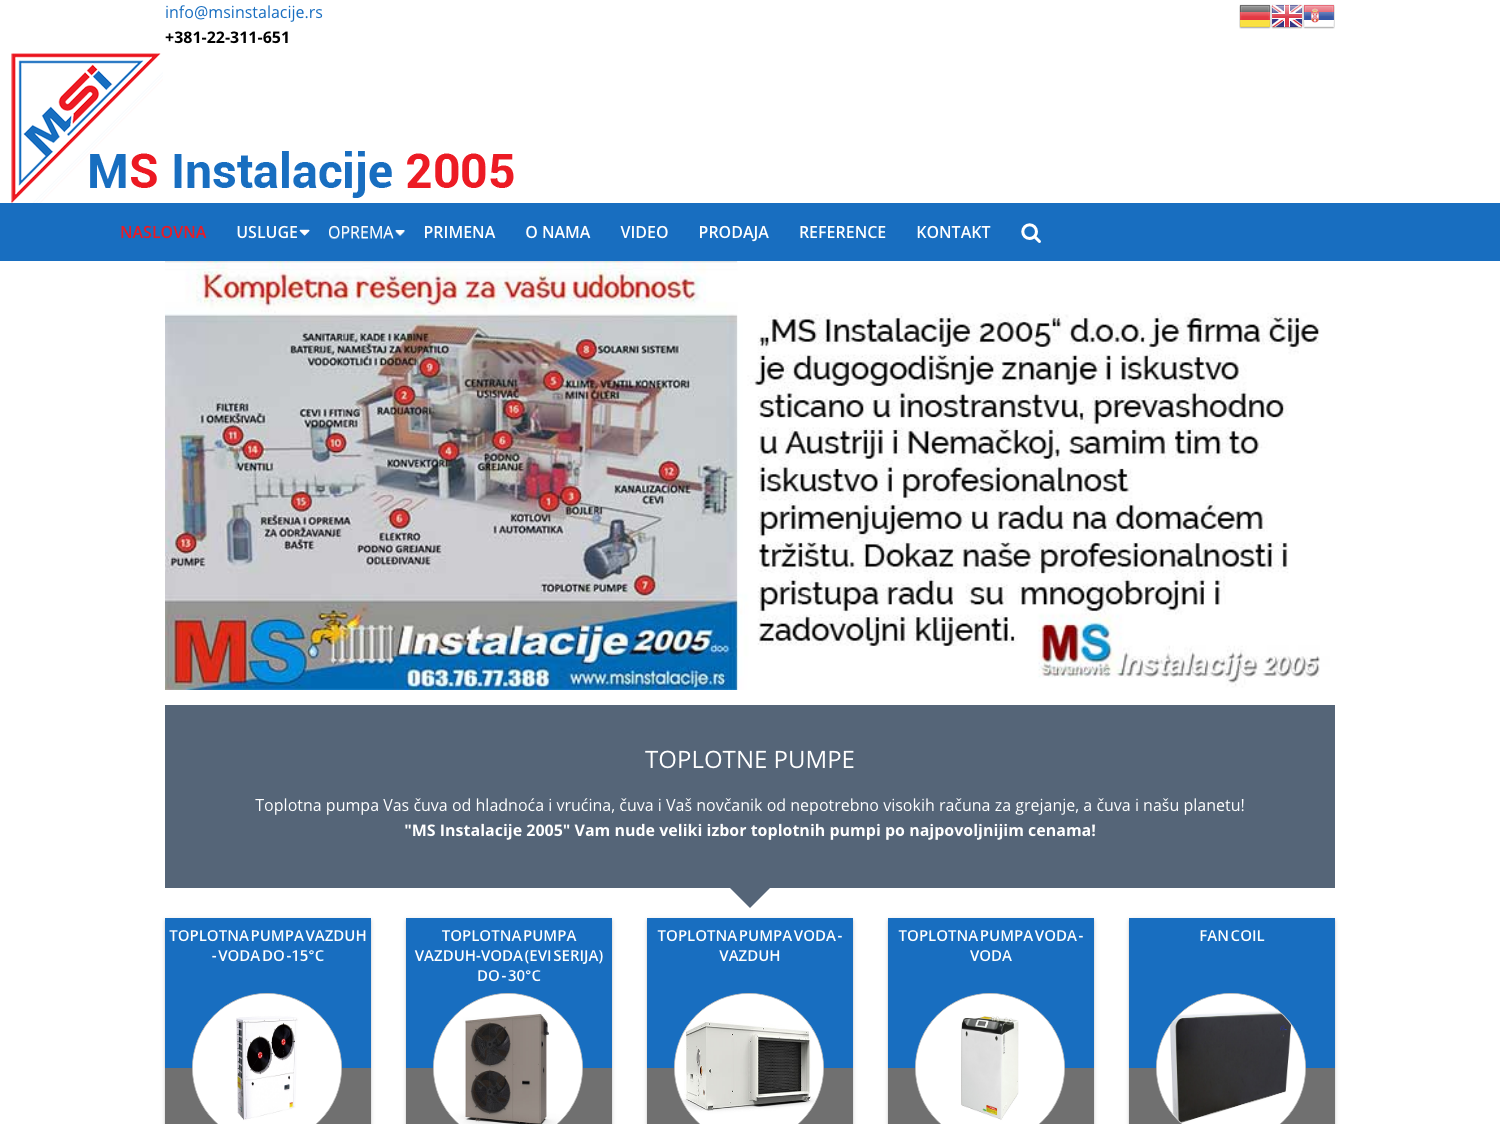 info@msinstalacije.rs
+381-22-311-651
MSi
MS Instalacije 2005
NASLOVNA USLUGE OPREMA PRIMENA O NAMA VIDEO PRODAJA REFERENCE KONTAKT
Kompletna rešenja za vašu udobnost
SANITARIJE, KADE I KABINE
BATERIJE, NAMEŠTAJ ZA KUPATILO
VODOKOTLIĆI I DODACI
9
8 SOLARNI SISTEMI
CENTRALNI
USISIVAČ
16
5 KLIME, VENTIL KONEKTORI
MINI ČILERI
2
RADIJATORI
FILTERI
I OMEKŠIVAČI
11
14
VENTILI
CEVI I FITING
VODOMERI
10
KONVEKTORI
4
6
PODNO
GREJANJE
12
KANALIZACIONE
CEVI
15
REŠENJA I OPREMA
ZA ODRŽAVANJE
BAŠTE
6
ELEKTRO
PODNO GREJANJE
ODLEĐIVANJE
1
KOTLOVI
I AUTOMATIKA
3
BOJLERI
13
PUMPE
TOPLOTNE PUMPE 7
MS Instalacije 2005 doo
063.76.77.388 www.msinstalacije.rs
„MS Instalacije 2005“ d.o.o. je firma čije
je dugogodišnje znanje i iskustvo
sticano u inostranstvu, prevashodno
u Austriji i Nemačkoj, samim tim to
iskustvo i profesionalnost
primenjujemo u radu na domaćem
tržištu. Dokaz naše profesionalnosti i
pristupa radu su mnogobrojni i
zadovoljni klijenti.
MS
Savanović Instalacije 2005
TOPLOTNE PUMPE
Toplotna pumpa Vas čuva od hladnoća i vrućina, čuva i Vaš novčanik od nepotrebno visokih računa za grejanje, a čuva i našu planetu!
"MS Instalacije 2005" Vam nude veliki izbor toplotnih pumpi po najpovoljnijim cenama!
TOPLOTNA PUMPA VAZDUH
- VODA DO -15°C
TOPLOTNA PUMPA
VAZDUH-VODA (EVI SERIJA)
DO - 30°C
TOPLOTNA PUMPA VODA -
VAZDUH
TOPLOTNA PUMPA VODA -
VODA
FAN COIL